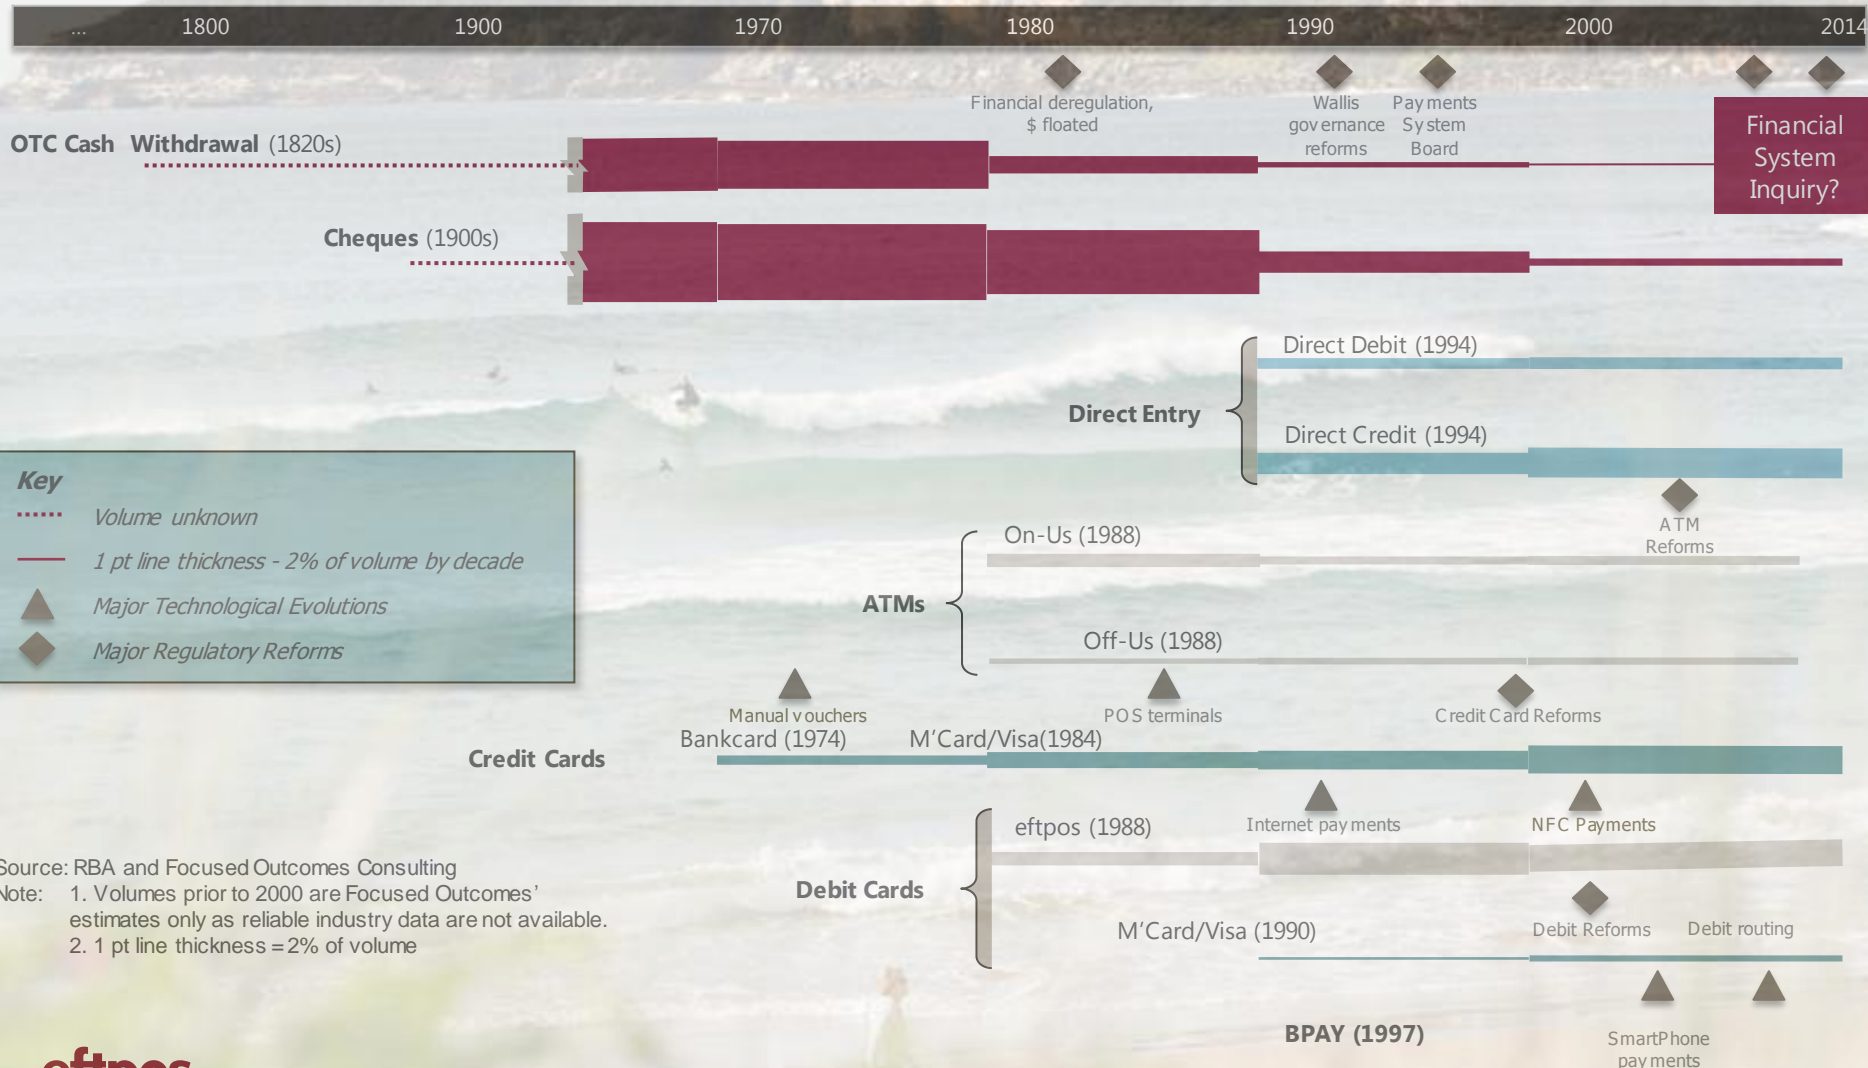 ... 1800 1900 1970 1980 1990 2000 2014
Financial deregulation,
$ floated
Wallis
governance
reforms
Payments
System
Board
Financial
System
Inquiry?
OTC Cash Withdrawal (1820s)
Cheques (1900s)
Direct Debit (1994)
Direct Entry
Direct Credit (1994)
ATM
Reforms
Key
Volume unknown
1 pt line thickness - 2% of volume by decade
Major Technological Evolutions
Major Regulatory Reforms
On-Us (1988)
ATMs
Off-Us (1988)
Manual vouchers
POS terminals
Credit Card Reforms
Bankcard (1974)
M'Card/Visa(1984)
Credit Cards
Internet payments
NFC Payments
eftpos (1988)
Debit Cards
Debit Reforms
Debit routing
M'Card/Visa (1990)
SmartPhone
payments
BPAY (1997)
Source: RBA and Focused Outcomes Consulting
Note: 1. Volumes prior to 2000 are Focused Outcomes'
estimates only as reliable industry data are not available.
2. 1 pt line thickness = 2% of volume
eftpos